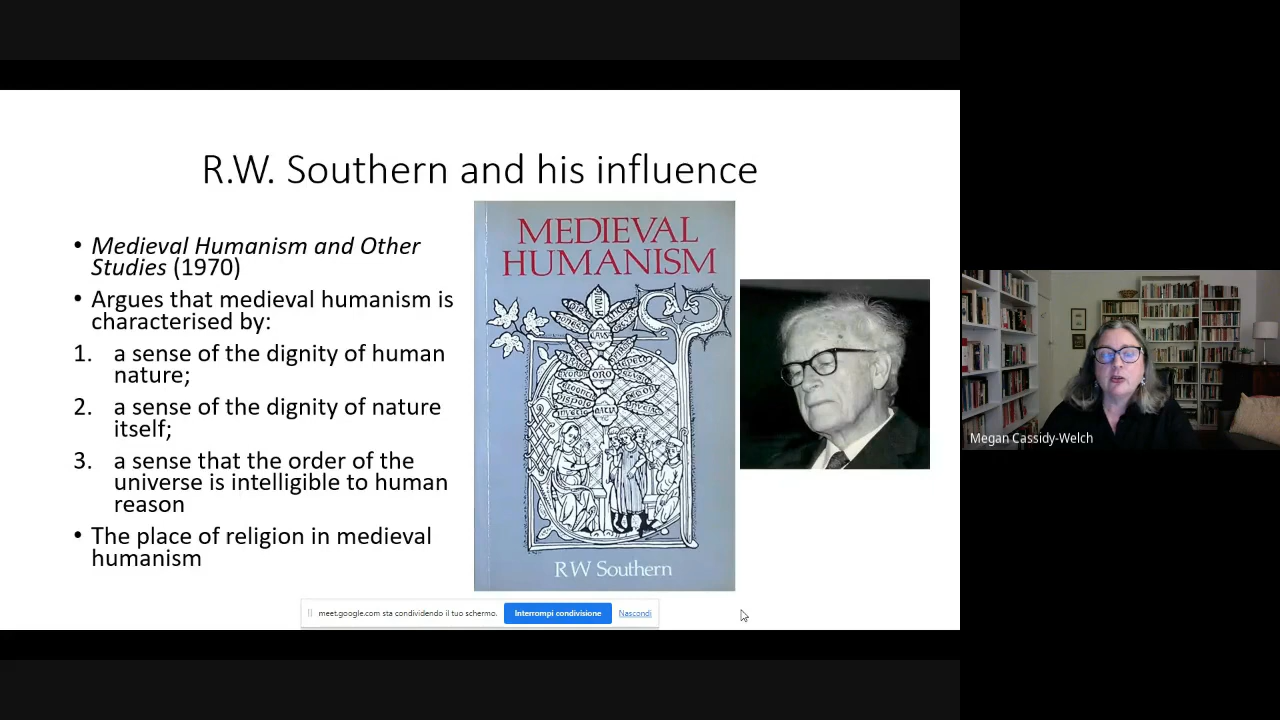 R.W. Southern and his influence
• Medieval Humanism and Other
Studies (1970)
• Argues that medieval humanism is
characterised by:
1. a sense of the dignity of human
nature;
2. a sense of the dignity of nature
itself;
3. a sense that the order of the
universe is intelligible to human
reason
• The place of religion in medieval
humanism
MEDIEVAL
HUMANISM
ORO
RW Southern
Megan Cassidy-Welch
meet.google.com sta condividendo il tuo schermo.
Interrompi condivisione
Nascondi